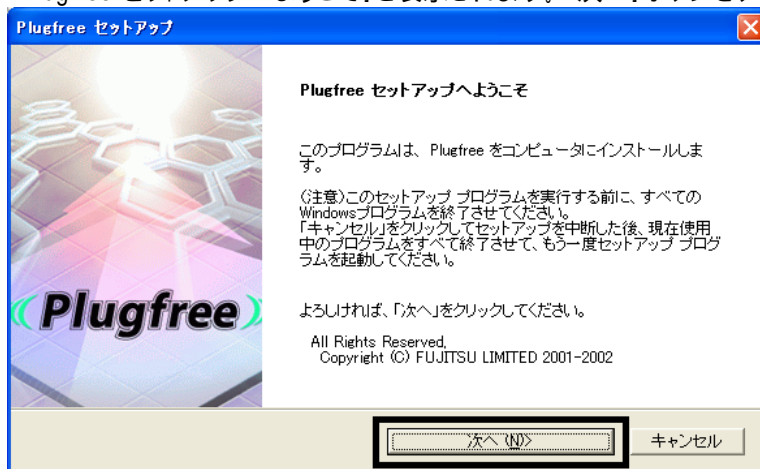 Plugfree セットアップ
Plugfree セットアップへようこそ
このプログラムは、Plugfree をコンピュータにインストールしま
す。
(注意)このセットアップ プログラムを実行する前に、すべての
Windowsプログラムを終了させてください。
「キャンセル」をクリックしてセットアップを中断した後、現在使用
中のプログラムをすべて終了させて、もう一度セットアップ プログ
ラムを起動してください。
よろしければ、「次へ」をクリックしてください。
All Rights Reserved,
Copyright (C) FUJITSU LIMITED 2001-2002
Plugfree
次へ (N)>
キャンセル